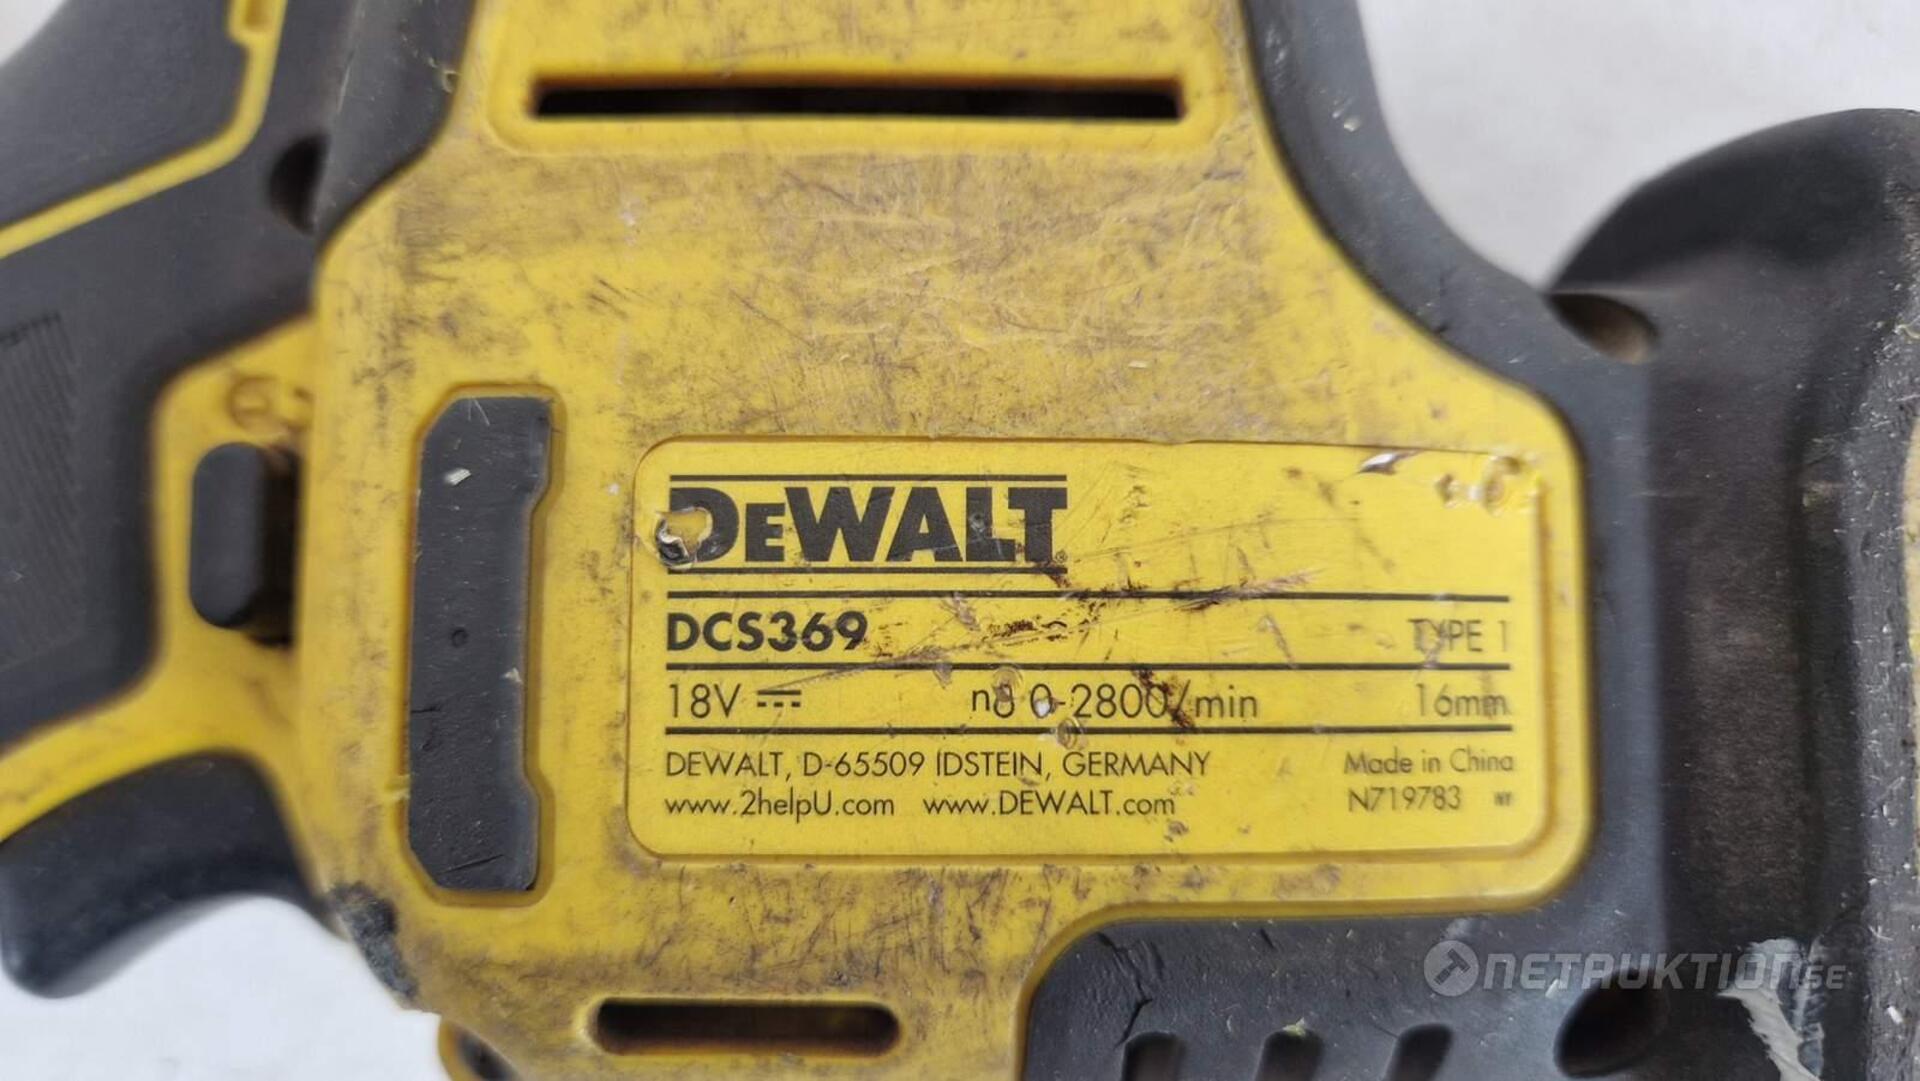 DEWALT®
DCS369 TYPE 1
18V n0 0-2800/min 16mm
DEWALT, D-65509 IDSTEIN, GERMANY Made in China
www.2helpU.com www.DEWALT.com N719783
NETAUKTION.SE